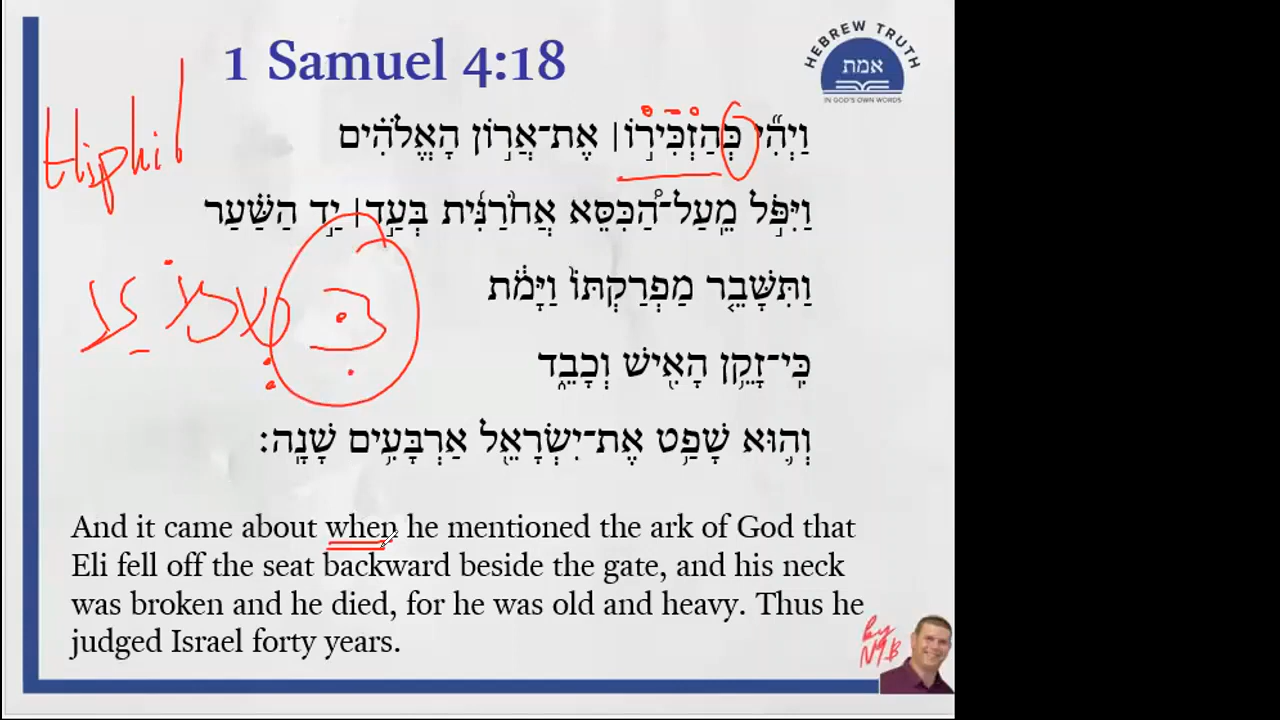 1 Samuel 4:18
HEBREW TRUTH
אמת
IN GOD'S OWN WORDS
Hiphil
וַיְהִ֞י כְּהַזְכִּיר֣וֹ ׀ אֶת־אֲר֣וֹן הָאֱלֹהִ֗ים
וַיִּפֹּ֣ל מֵֽעַל־הַ֠כִּסֵּא אֲחֹ֨רַנִּ֜ית בְּעַ֣ד ׀ יַ֣ד הַשַּׁ֗עַר
וַתִּשָּׁבֵ֤ר מַפְרַקְתּוֹ֙ וַיָּמֹ֔ת
כִּֽי־זָקֵ֥ן הָאִ֖ישׁ וְכָבֵ֑ד
וְה֛וּא שָׁפַ֥ט אֶת־יִשְׂרָאֵ֖ל אַרְבָּעִ֥ים שָׁנָֽה׃
And it came about when he mentioned the ark of God that
Eli fell off the seat backward beside the gate, and his neck
was broken and he died, for he was old and heavy. Thus he
judged Israel forty years.
by